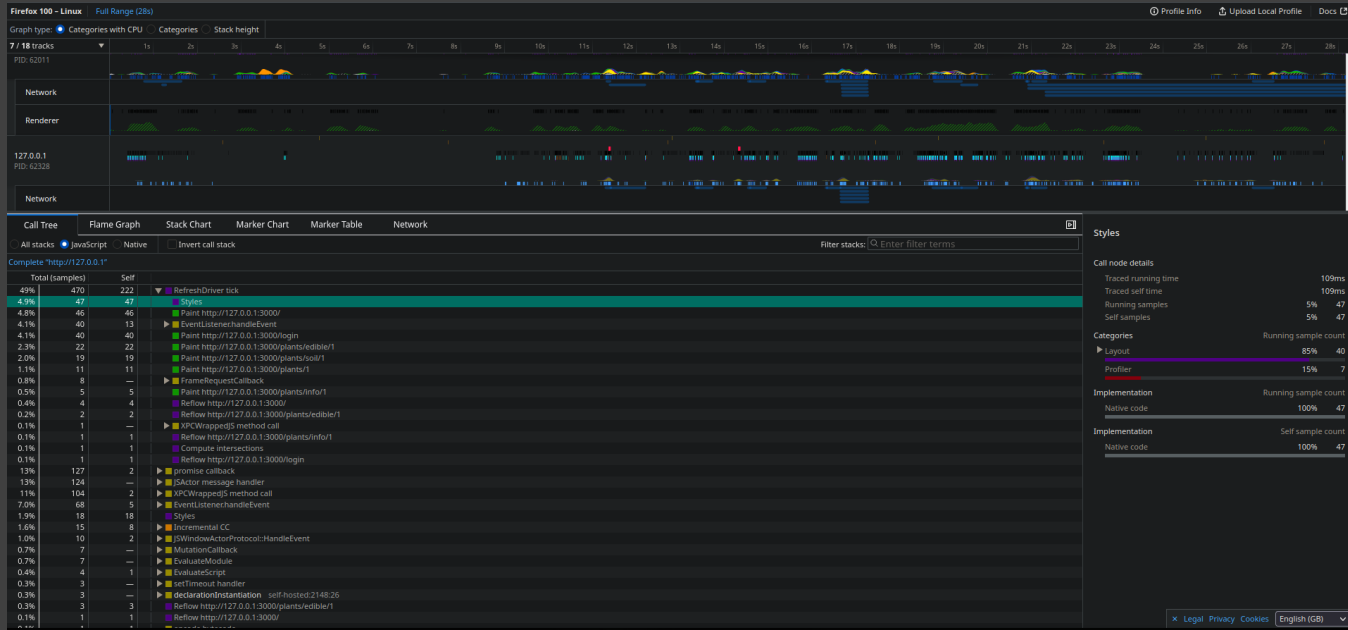 Firefox 100 – Linux Full Range (28s) Profile Info Upload Local Profile Docs
Graph type: Categories with CPU Categories Stack height
7 / 18 tracks 1s 2s 3s 4s 5s 6s 7s 8s 9s 10s 11s 12s 13s 14s 15s 16s 17s 18s 19s 20s 21s 22s 23s 24s 25s 26s 27s 28s
PID: 62011
Network
Renderer
127.0.0.1
PID: 62328
Network
Call Tree Flame Graph Stack Chart Marker Chart Marker Table Network
All stacks JavaScript Native Invert call stack Filter stacks: Enter filter terms
Complete "http://127.0.0.1"
Total (samples) Self
49% 470 222 RefreshDriver tick
4.9% 47 47 Styles
4.8% 46 46 Paint http://127.0.0.1:3000/
4.1% 40 13 EventListener.handleEvent
4.1% 40 40 Paint http://127.0.0.1:3000/login
2.3% 22 22 Paint http://127.0.0.1:3000/plants/edible/1
2.0% 19 19 Paint http://127.0.0.1:3000/plants/soil/1
1.1% 11 11 Paint http://127.0.0.1:3000/plants/1
0.8% 8 — FrameRequestCallback
0.5% 5 5 Paint http://127.0.0.1:3000/plants/info/1
0.4% 4 4 Reflow http://127.0.0.1:3000/
0.2% 2 2 Reflow http://127.0.0.1:3000/plants/edible/1
0.1% 1 — XPCWrappedJS method call
0.1% 1 1 Reflow http://127.0.0.1:3000/plants/info/1
0.1% 1 1 Compute intersections
0.1% 1 1 Reflow http://127.0.0.1:3000/login
13% 127 2 promise callback
13% 124 — JSActor message handler
11% 104 2 XPCWrappedJS method call
7.0% 68 5 EventListener.handleEvent
1.9% 18 18 Styles
1.6% 15 8 Incremental CC
1.0% 10 2 JSWindowActorProtocol::HandleEvent
0.7% 7 — MutationCallback
0.7% 7 — EvaluateModule
0.4% 4 1 EvaluateScript
0.3% 3 — setTimeout handler
0.3% 3 — declarationInstantiation self-hosted:2148:26
0.3% 3 3 Reflow http://127.0.0.1:3000/plants/edible/1
0.1% 1 1 Reflow http://127.0.0.1:3000/
Styles
Call node details
Traced running time 109ms
Traced self time 109ms
Running samples 5% 47
Self samples 5% 47
Categories Running sample count
Layout 85% 40
Profiler 15% 7
Implementation Running sample count
Native code 100% 47
Implementation Self sample count
Native code 100% 47
× Legal Privacy Cookies English (GB)